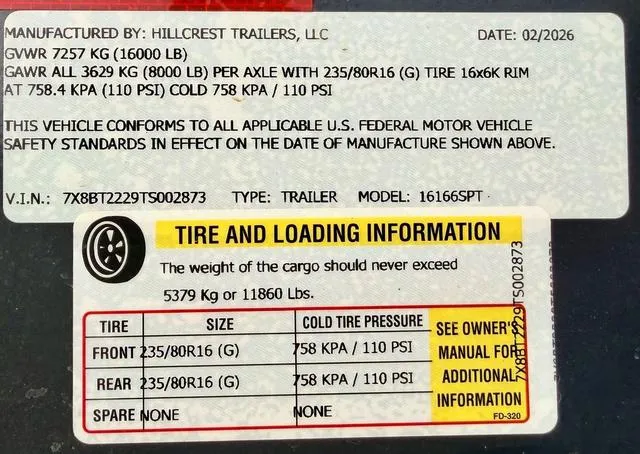 MANUFACTURED BY: HILLCREST TRAILERS, LLC DATE: 02/2026
GVWR 7257 KG (16000 LB)
GAWR ALL 3629 KG (8000 LB) PER AXLE WITH 235/80R16 (G) TIRE 16x6K RIM
AT 758.4 KPA (110 PSI) COLD 758 KPA / 110 PSI
THIS VEHICLE CONFORMS TO ALL APPLICABLE U.S. FEDERAL MOTOR VEHICLE
SAFETY STANDARDS IN EFFECT ON THE DATE OF MANUFACTURE SHOWN ABOVE.
V.I.N.: 7X8BT2229TS002873 TYPE: TRAILER MODEL: 16166SPT
TIRE AND LOADING INFORMATION
The weight of the cargo should never exceed
5379 Kg or 11860 Lbs.
TIRE SIZE COLD TIRE PRESSURE
FRONT 235/80R16 (G) 758 KPA / 110 PSI
REAR 235/80R16 (G) 758 KPA / 110 PSI
SPARE NONE NONE
SEE OWNER'S
MANUAL FOR
ADDITIONAL
INFORMATION
FD-320
7X8BT2229TS002873